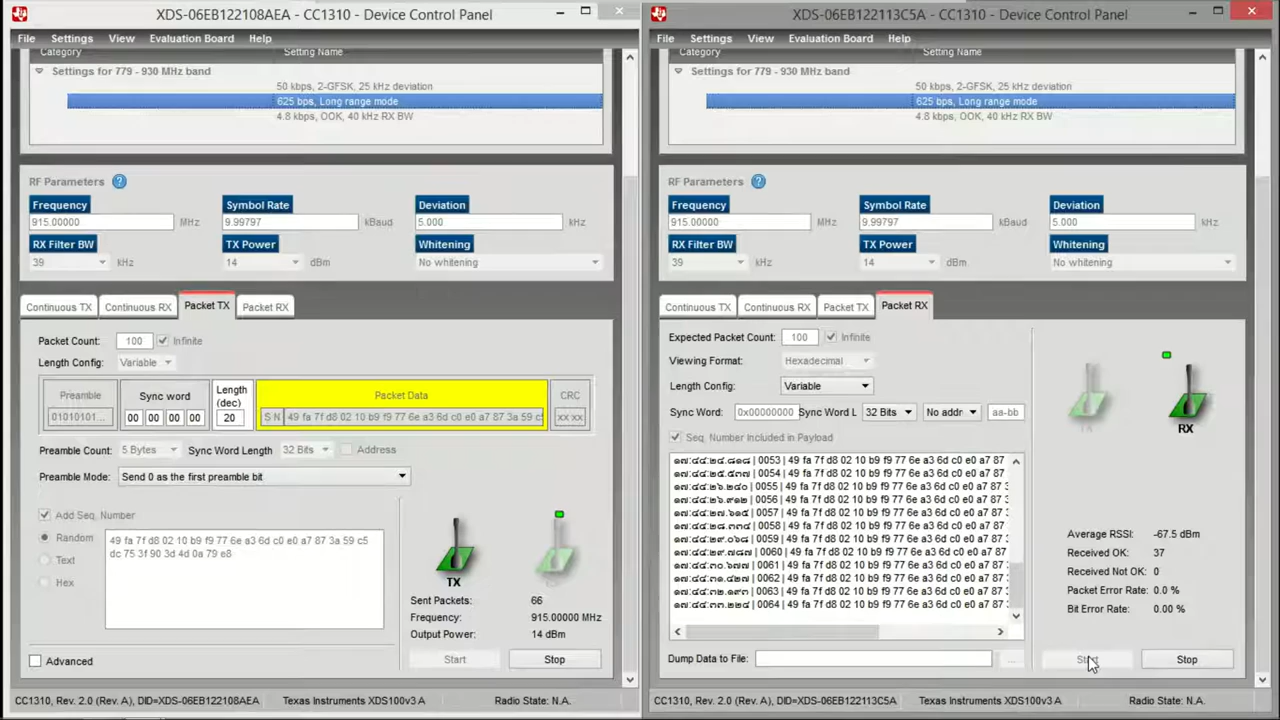 XDS-06EB122108AEA - CC1310 - Device Control Panel
File Settings View Evaluation Board Help
Category Setting Name
Settings for 779 - 930 MHz band
50 kbps, 2-GFSK, 25 kHz deviation
625 bps, Long range mode
4.8 kbps, OOK, 40 kHz RX BW
RF Parameters ?
Frequency Symbol Rate Deviation
915.00000 MHz 9.99797 kBaud 5.000 kHz
RX Filter BW TX Power Whitening
39 kHz 14 dBm No whitening
Continuous TX Continuous RX Packet TX Packet RX
Packet Count: 100 Infinite
Length Config: Variable
Preamble Sync word Length (dec) Packet Data CRC
01010101... 00 00 00 00 20 S N 49 fa 7f d8 02 10 b9 f9 77 6e a3 6d c0 e0 a7 87 3a 59 c5 xx xx
Preamble Count: 5 Bytes Sync Word Length 32 Bits Address
Preamble Mode: Send 0 as the first preamble bit
Add Seq. Number
Random
Text
Hex
49 fa 7f d8 02 10 b9 f9 77 6e a3 6d c0 e0 a7 87 3a 59 c5
dc 75 3f 90 3d 4d 0a 79 e8
TX
Sent Packets: 66
Frequency: 915.00000 MHz
Output Power: 14 dBm
Advanced
Start Stop
CC1310, Rev. 2.0 (Rev. A), DID=XDS-06EB122108AEA Texas Instruments XDS100v3 A Radio State: N.A.
XDS-06EB122113C5A - CC1310 - Device Control Panel
File Settings View Evaluation Board Help
Category Setting Name
Settings for 779 - 930 MHz band
50 kbps, 2-GFSK, 25 kHz deviation
625 bps, Long range mode
4.8 kbps, OOK, 40 kHz RX BW
RF Parameters ?
Frequency Symbol Rate Deviation
915.00000 MHz 9.99797 kBaud 5.000 kHz
RX Filter BW TX Power Whitening
39 kHz 14 dBm No whitening
Continuous TX Continuous RX Packet TX Packet RX
Expected Packet Count: 100 Infinite
Viewing Format: Hexadecimal
Length Config: Variable
Sync Word: 0x00000000 Sync Word L 32 Bits No addr aa-bb
Seq. Number Included in Payload
| 0053 | 49 fa 7f d8 02 10 b9 f9 77 6e a3 6d c0 e0 a7 87
| 0054 | 49 fa 7f d8 02 10 b9 f9 77 6e a3 6d c0 e0 a7 87
| 0055 | 49 fa 7f d8 02 10 b9 f9 77 6e a3 6d c0 e0 a7 87 3
| 0056 | 49 fa 7f d8 02 10 b9 f9 77 6e a3 6d c0 e0 a7 87
| 0057 | 49 fa 7f d8 02 10 b9 f9 77 6e a3 6d c0 e0 a7 87 :
| 0058 | 49 fa 7f d8 02 10 b9 f9 77 6e a3 6d c0 e0 a7 87
| 0059 | 49 fa 7f d8 02 10 b9 f9 77 6e a3 6d c0 e0 a7 87 :
| 0060 | 49 fa 7f d8 02 10 b9 f9 77 6e a3 6d c0 e0 a7 87
| 0061 | 49 fa 7f d8 02 10 b9 f9 77 6e a3 6d c0 e0 a7 87 3
| 0062 | 49 fa 7f d8 02 10 b9 f9 77 6e a3 6d c0 e0 a7 87
| 0063 | 49 fa 7f d8 02 10 b9 f9 77 6e a3 6d c0 e0 a7 87
| 0064 | 49 fa 7f d8 02 10 b9 f9 77 6e a3 6d c0 e0 a7 87
TX RX
Average RSSI: -67.5 dBm
Received OK: 37
Received Not OK: 0
Packet Error Rate: 0.0 %
Bit Error Rate: 0.00 %
Dump Data to File: ... Start Stop
CC1310, Rev. 2.0 (Rev. A), DID=XDS-06EB122113C5A Texas Instruments XDS100v3 A Radio State: N.A.